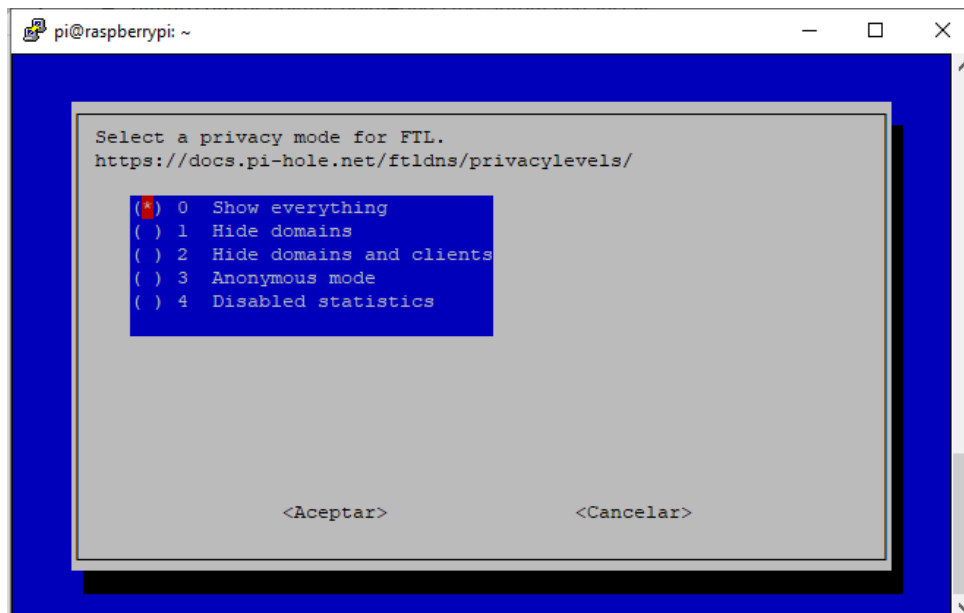 pi@raspberrypi: ~
Select a privacy mode for FTL.
https://docs.pi-hole.net/ftldns/privacylevels/
(*) 0 Show everything
( ) 1 Hide domains
( ) 2 Hide domains and clients
( ) 3 Anonymous mode
( ) 4 Disabled statistics
<Aceptar> <Cancelar>